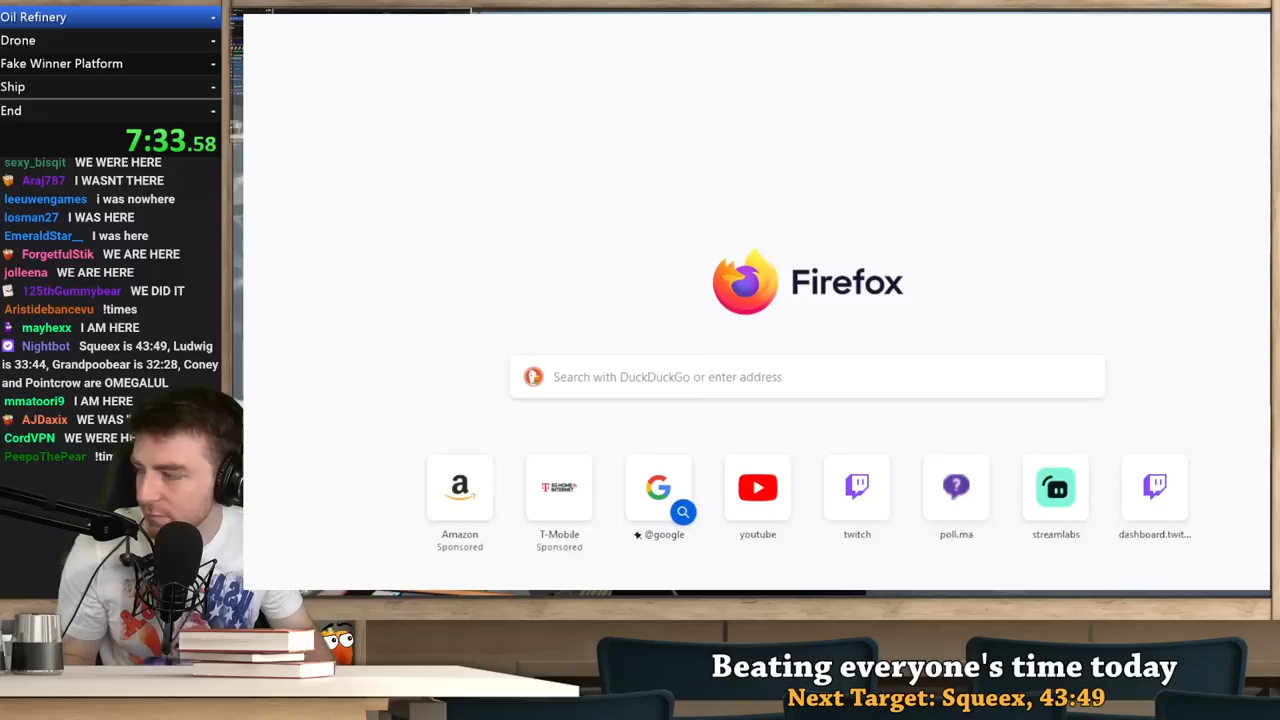 Oil Refinery -
Drone -
Fake Winner Platform -
Ship -
End -
7:33.58
sexy_bisqit WE WERE HERE
Araj787 I WASNT THERE
leeuwengames i was nowhere
losman27 I WAS HERE
EmeraldStar__ I was here
ForgetfulStik WE ARE HERE
jolleena WE ARE HERE
125thGummybear WE DID IT
Aristidebancevu !times
mayhexx I AM HERE
Nightbot Squeex is 43:49, Ludwig
is 33:44, Grandpoobear is 32:28, Coney
and Pointcrow are OMEGALUL
mmatoori9 I AM HERE
AJDaxix WE WAS
CordVPN WE WERE
PeepoThePear
Firefox
Search with DuckDuckGo or enter address
a
T 5G HOME INTERNET
G
Amazon
Sponsored
T-Mobile
Sponsored
@google
youtube
twitch
poll.ma
streamlabs
dashboard.twit...
Beating everyone's time today
Next Target: Squeex, 43:49